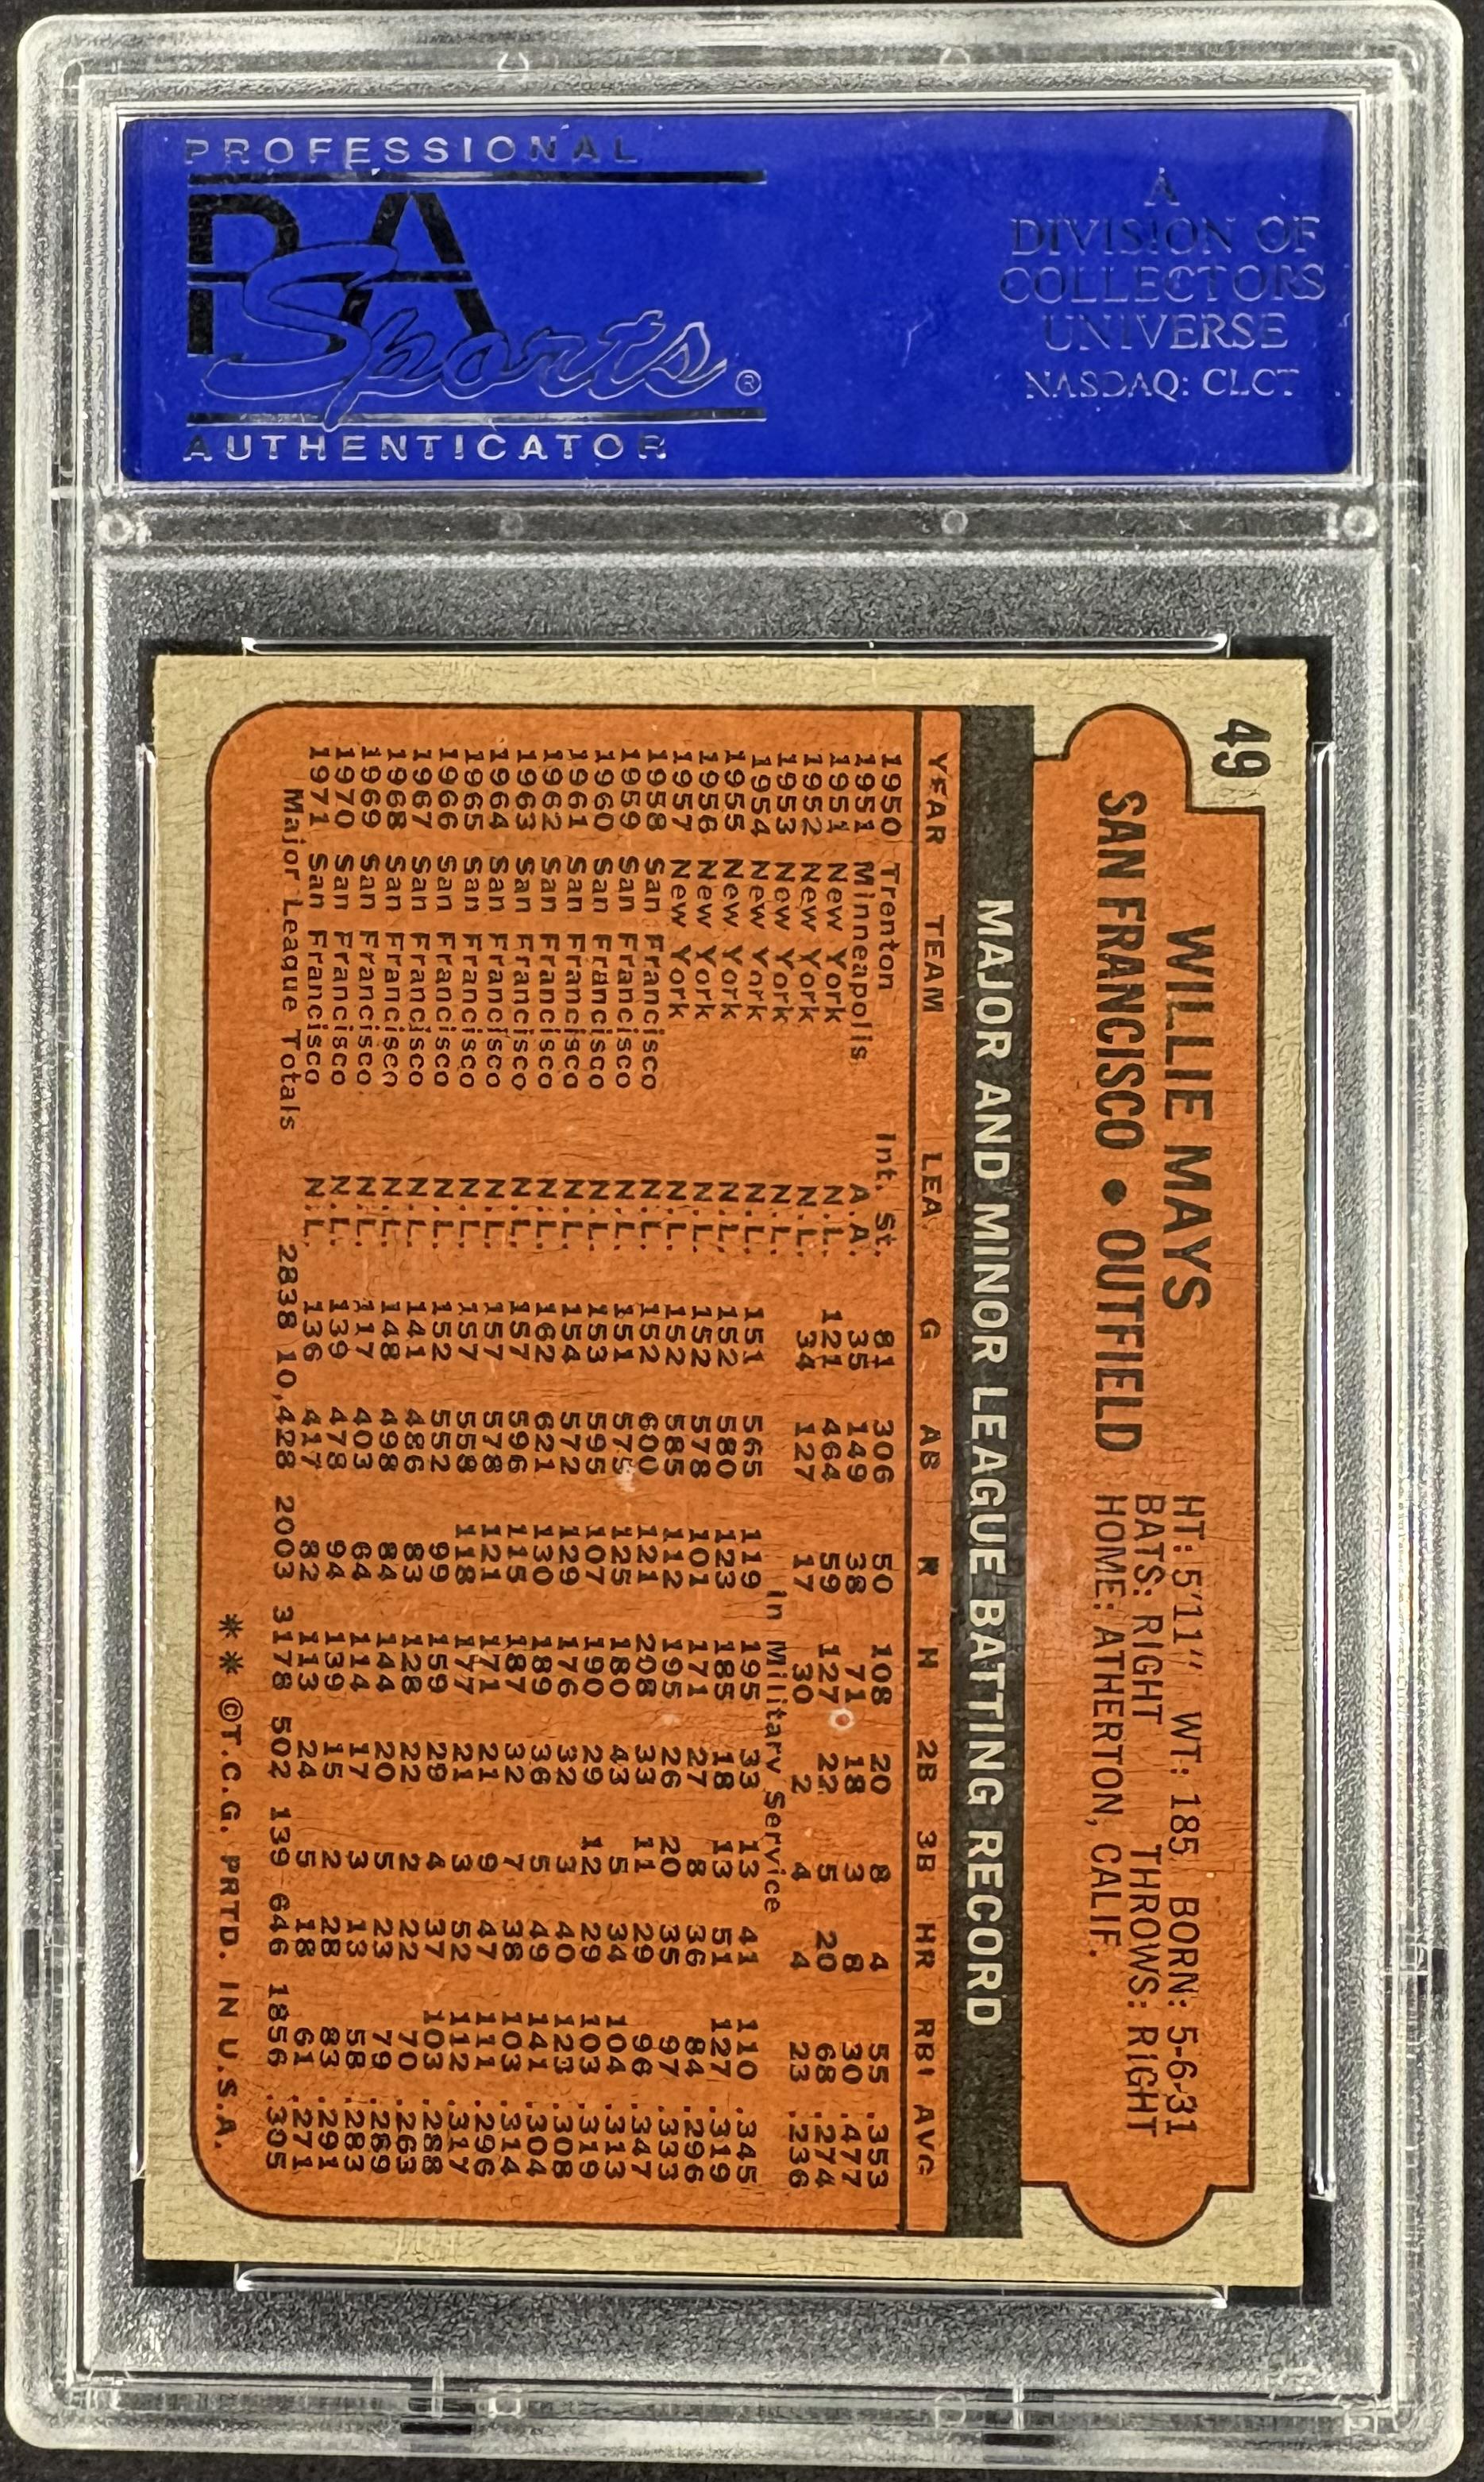 PROFESSIONAL
PSA
Sports®
AUTHENTICATOR
A
DIVISION OF
COLLECTORS
UNIVERSE
NASDAQ: CLCT
49
WILLIE MAYS
SAN FRANCISCO • OUTFIELD
HT: 5'11" WT: 185 BORN: 5-6-31
BATS: RIGHT THROWS: RIGHT
HOME: ATHERTON, CALIF.
MAJOR AND MINOR LEAGUE BATTING RECORD
YEAR TEAM LEA. G AB R H 2B 3B HR RBI AVG
1950 Trenton Int. St. 81 306 50 108 20 8 4 55 .353
1951 Minneapolis A.A. 35 149 38 71 18 3 8 30 .477
1951 New York N.L. 121 464 59 127 22 5 20 68 .274
1952 New York N.L. 34 127 17 30 2 4 4 23 .236
1953 New York N.L. In Military Service
1954 New York N.L. 151 565 119 195 33 13 41 110 .345
1955 New York N.L. 152 580 123 185 18 13 51 127 .319
1956 New York N.L. 152 578 101 171 27 8 36 84 .296
1957 New York N.L. 152 585 112 195 26 20 35 97 .333
1958 San Francisco N.L. 152 600 121 208 33 11 29 96 .347
1959 San Francisco N.L. 151 575 125 180 43 5 34 104 .313
1960 San Francisco N.L. 153 595 107 190 29 12 29 103 .319
1961 San Francisco N.L. 154 572 129 176 32 3 40 123 .308
1962 San Francisco N.L. 162 621 130 189 36 5 49 141 .304
1963 San Francisco N.L. 157 596 115 187 32 7 38 103 .314
1964 San Francisco N.L. 157 578 121 171 21 9 47 111 .296
1965 San Francisco N.L. 157 558 118 177 21 3 52 112 .317
1966 San Francisco N.L. 152 552 99 159 29 4 37 103 .288
1967 San Francisco N.L. 141 486 83 128 22 2 22 70 .263
1968 San Francisco N.L. 148 498 84 144 20 5 23 79 .289
1969 San Francisco N.L. 117 403 64 114 17 3 13 58 .283
1970 San Francisco N.L. 139 478 94 139 15 2 28 83 .291
1971 San Francisco N.L. 136 417 82 113 24 5 18 61 .271
Major League Totals 2838 10,428 2003 3178 502 139 646 1856 .305
** ©T.C.G. PRTD. IN U.S.A.